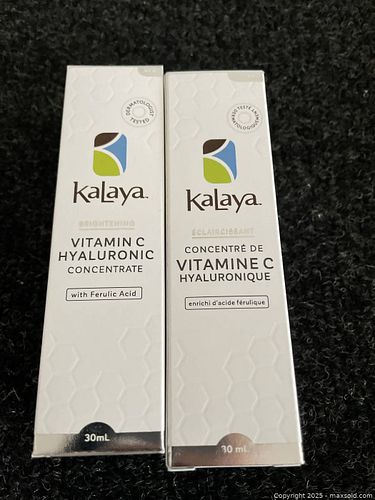 DERMATOLOGIST
TESTED
Kalaya
BRIGHTENING
VITAMIN C
HYALURONIC
CONCENTRATE
with Ferulic Acid
30mL
TESTÉ
DERMATOLOGIQUEMENT
Kalaya
ÉCLAIRCISSANT
CONCENTRÉ DE
VITAMINE C
HYALURONIQUE
enrichi d'acide férulique
30 mL
Copyright 2025 - maxsold.com